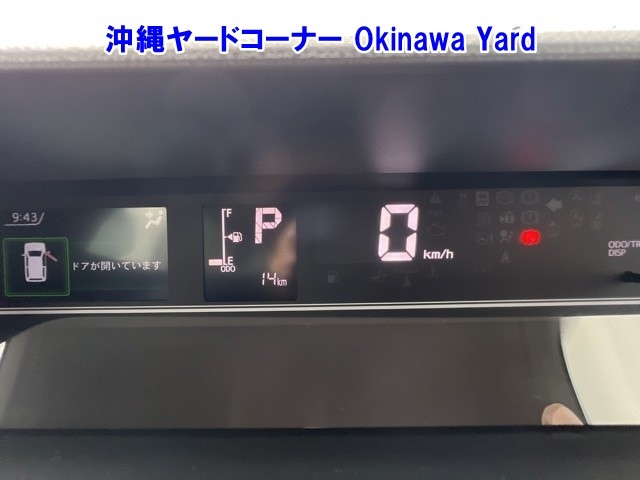 沖縄ヤードコーナー Okinawa Yard
9:43
ドアが開いています
F
E
ODO
14km
P
0 km/h
ODO/TR
DISP